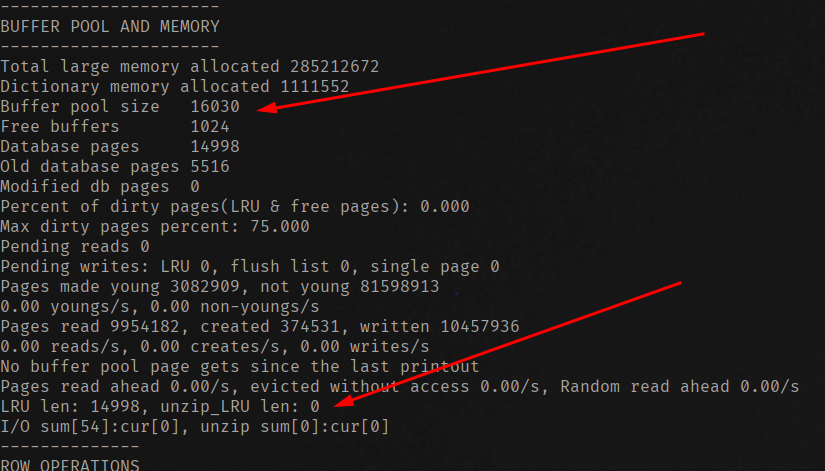 ----------------------
BUFFER POOL AND MEMORY
----------------------
Total large memory allocated 285212672
Dictionary memory allocated 1111552
Buffer pool size   16030
Free buffers       1024
Database pages     14998
Old database pages 5516
Modified db pages  0
Percent of dirty pages(LRU & free pages): 0.000
Max dirty pages percent: 75.000
Pending reads 0
Pending writes: LRU 0, flush list 0, single page 0
Pages made young 3082909, not young 81598913
0.00 youngs/s, 0.00 non-youngs/s
Pages read 9954182, created 374531, written 10457936
0.00 reads/s, 0.00 creates/s, 0.00 writes/s
No buffer pool page gets since the last printout
Pages read ahead 0.00/s, evicted without access 0.00/s, Random read ahead 0.00/s
LRU len: 14998, unzip_LRU len: 0
I/O sum[54]:cur[0], unzip sum[0]:cur[0]
--------------
ROW OPERATIONS